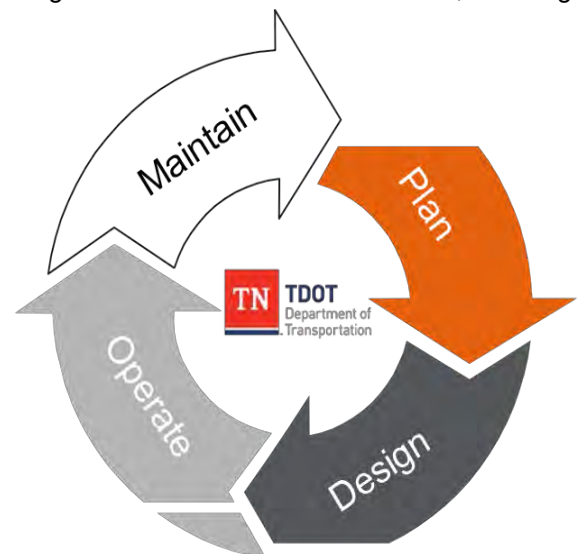 Maintain
Plan
TN
TDOT
Department of
Transportation
Operate
Design